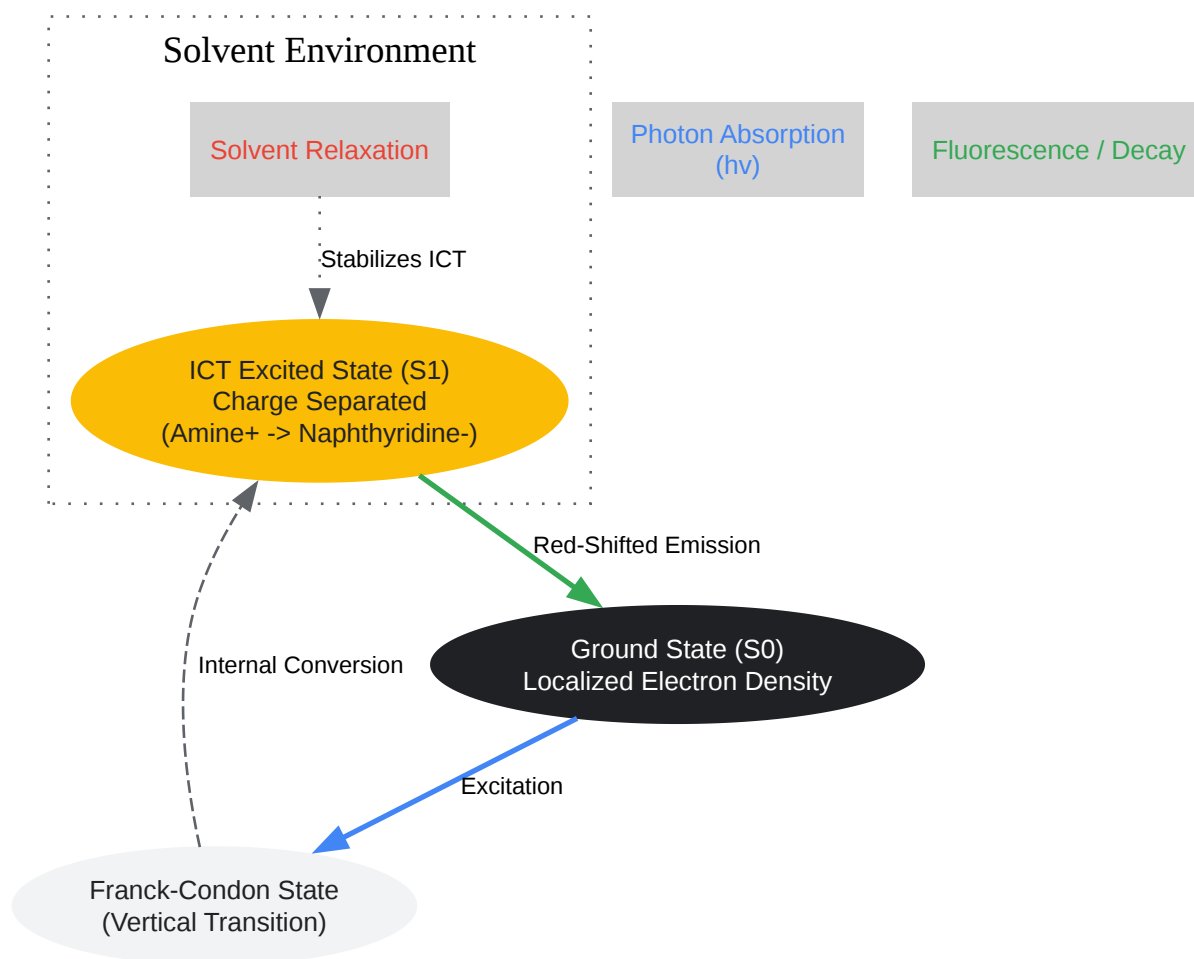 Solvent Environment
Solvent Relaxation
Photon Absorption
(hv)
Fluorescence / Decay
Stabilizes ICT
ICT Excited State (S1)
Charge Separated
(Amine+ -> Naphthyridine-)
Red-Shifted Emission
Internal Conversion
Ground State (S0)
Localized Electron Density
Excitation
Franck-Condon State
(Vertical Transition)